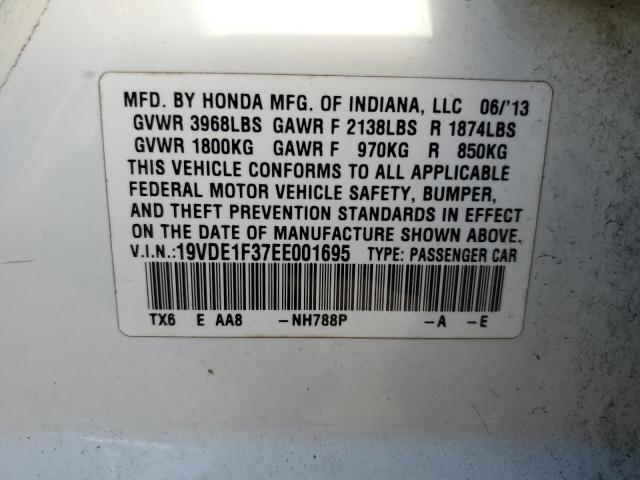 MFD. BY HONDA MFG. OF INDIANA, LLC 06/'13
GVWR 3968LBS GAWR F 2138LBS R 1874LBS
GVWR 1800KG GAWR F 970KG R 850KG
THIS VEHICLE CONFORMS TO ALL APPLICABLE
FEDERAL MOTOR VEHICLE SAFETY, BUMPER,
AND THEFT PREVENTION STANDARDS IN EFFECT
ON THE DATE OF MANUFACTURE SHOWN ABOVE.
V.I.N.:19VDE1F37EE001695 TYPE: PASSENGER CAR
TX6 E AA8 -NH788P -A -E